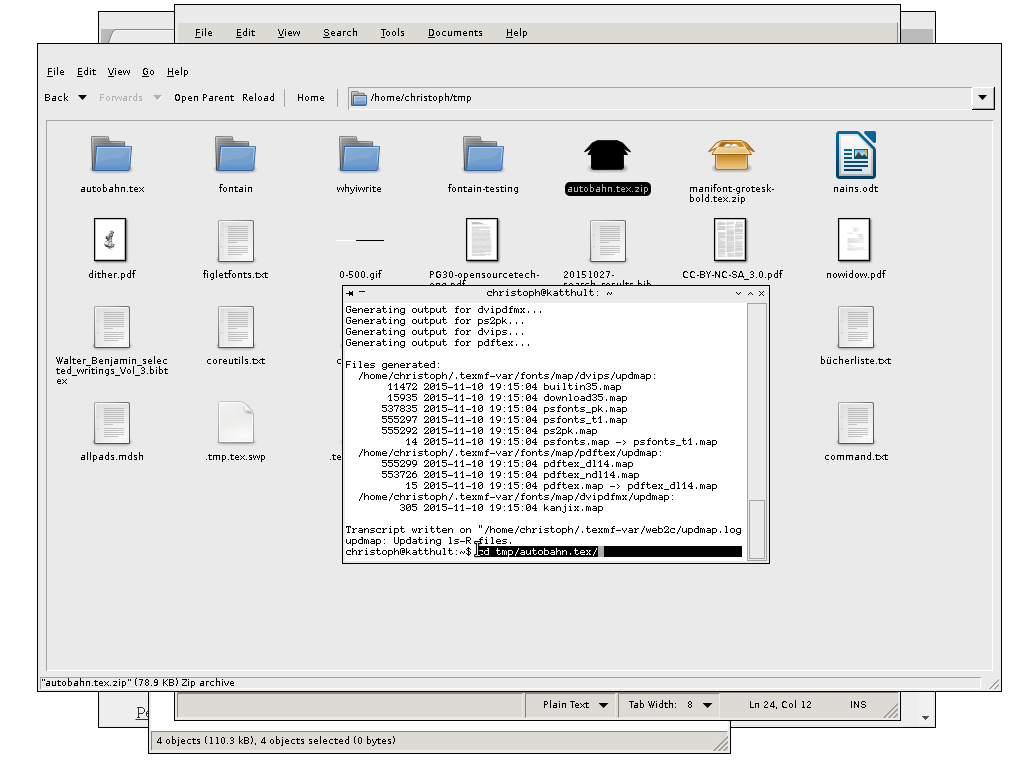 File Edit View Search Tools Documents Help
File Edit View Go Help
Back Forwards Open Parent Reload Home /home/christoph/tmp
autobahn.tex fontain whyiwrite fontain-testing autobahn.tex.zip manifont-grotesk-
bold.tex.zip nains.odt
dither.pdf figletfonts.txt 0-500.gif PG30-opensourcetech- 20151027- CC-BY-NC-SA_3.0.pdf nowidow.pdf
christoph@katthult: ~
Generating output for dvipdfmx...
Generating output for ps2pk...
Generating output for dvips...
Generating output for pdftex...
Files generated:
/home/christoph/.texmf-var/fonts/map/dvips/updmap:
11472 2015-11-10 19:15:04 builtin35.map
15935 2015-11-10 19:15:04 download35.map
537835 2015-11-10 19:15:04 psfonts_pk.map
555297 2015-11-10 19:15:04 psfonts_t1.map
555292 2015-11-10 19:15:04 ps2pk.map
14 2015-11-10 19:15:04 psfonts.map -> psfonts_t1.map
/home/christoph/.texmf-var/fonts/map/pdftex/updmap:
555299 2015-11-10 19:15:04 pdftex_dl14.map
553726 2015-11-10 19:15:04 pdftex_ndl14.map
15 2015-11-10 19:15:04 pdftex.map -> pdftex_dl14.map
/home/christoph/.texmf-var/fonts/map/dvipdfmx/updmap:
305 2015-11-10 19:15:04 kanjix.map
Transcript written on "/home/christoph/.texmf-var/web2c/updmap.log
updmap: Updating ls-R files.
christoph@katthult:~$ cd tmp/autobahn.tex/
Walter_Benjamin_selec
ted_writings_Vol_3.bibt
ex
coreutils.txt
bücherliste.txt
allpads.mdsh .tmp.tex.swp command.txt
"autobahn.tex.zip" (78.9 KB) Zip archive
Plain Text Tab Width: 8 Ln 24, Col 12 INS
4 objects (110.3 kB), 4 objects selected (0 bytes)